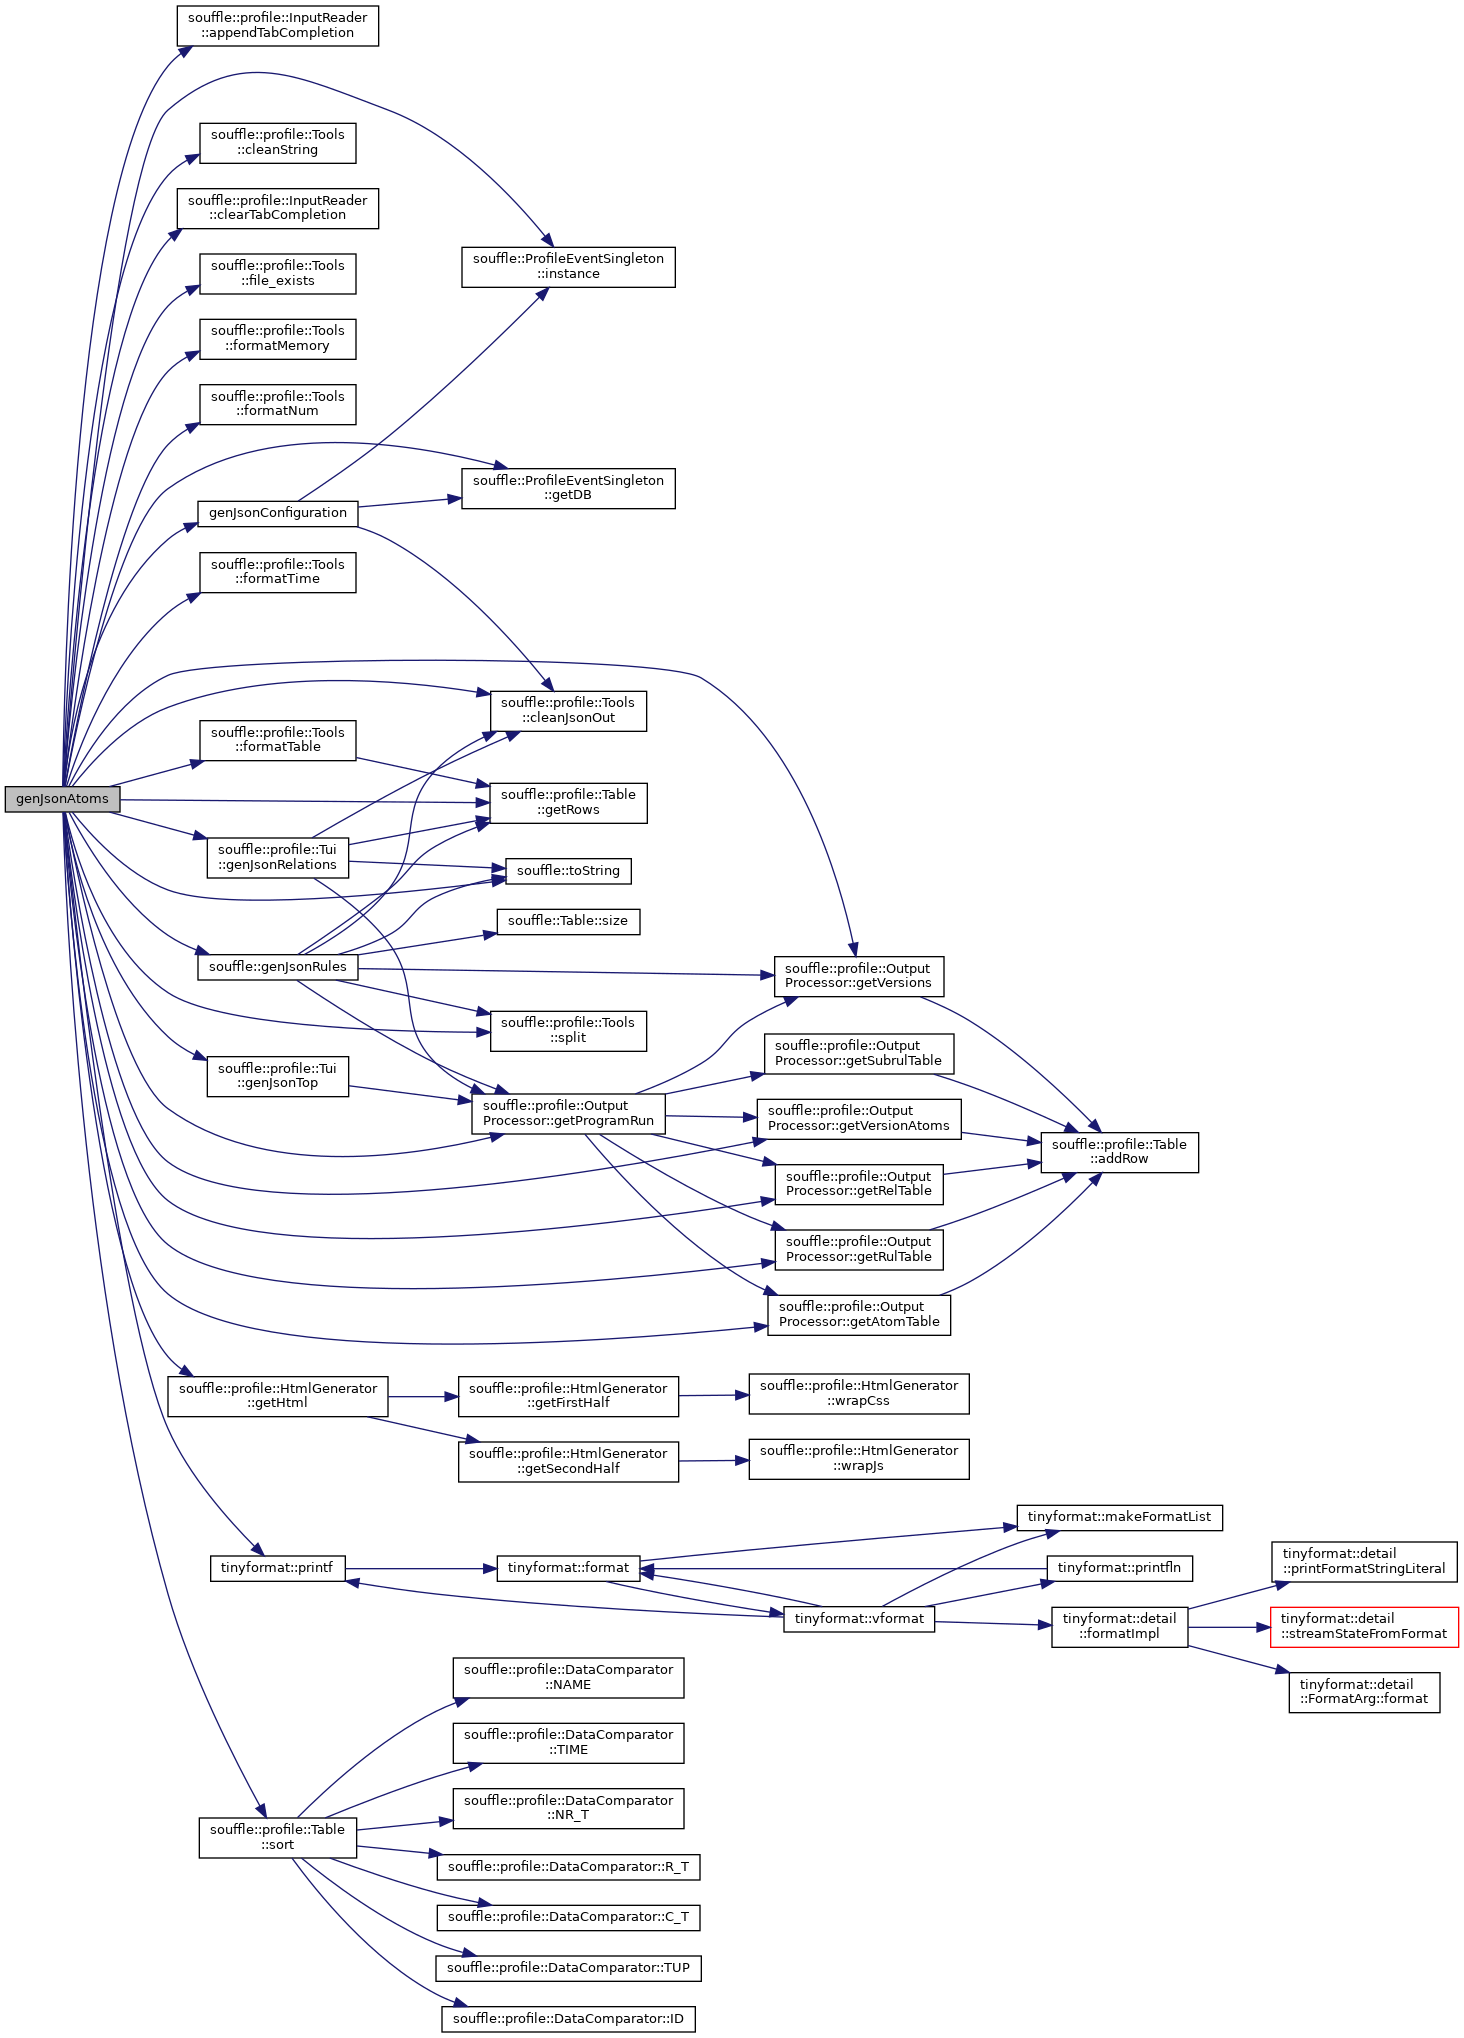 souffle::profile::InputReader
::appendTabCompletion
souffle::profile::Tools
::cleanString
souffle::profile::InputReader
::clearTabCompletion
souffle::ProfileEventSingleton
::instance
souffle::profile::Tools
::file_exists
souffle::profile::Tools
::formatMemory
souffle::profile::Tools
::formatNum
souffle::ProfileEventSingleton
::getDB
genJsonConfiguration
souffle::profile::Tools
::formatTime
souffle::profile::Tools
::cleanJsonOut
souffle::profile::Tools
::formatTable
genJsonAtoms
souffle::profile::Table
::getRows
souffle::profile::Tui
::genJsonRelations
souffle::toString
souffle::Table::size
souffle::genJsonRules
souffle::profile::Output
Processor::getVersions
souffle::profile::Tools
::split
souffle::profile::Output
Processor::getSubrulTable
souffle::profile::Tui
::genJsonTop
souffle::profile::Output
Processor::getProgramRun
souffle::profile::Output
Processor::getVersionAtoms
souffle::profile::Table
::addRow
souffle::profile::Output
Processor::getRelTable
souffle::profile::Output
Processor::getRulTable
souffle::profile::Output
Processor::getAtomTable
souffle::profile::HtmlGenerator
::getHtml
souffle::profile::HtmlGenerator
::getFirstHalf
souffle::profile::HtmlGenerator
::wrapCss
souffle::profile::HtmlGenerator
::getSecondHalf
souffle::profile::HtmlGenerator
::wrapJs
tinyformat::makeFormatList
tinyformat::printf
tinyformat::format
tinyformat::printfln
tinyformat::detail
::printFormatStringLiteral
tinyformat::vformat
tinyformat::detail
::formatImpl
tinyformat::detail
::streamStateFromFormat
tinyformat::detail
::FormatArg::format
souffle::profile::DataComparator
::NAME
souffle::profile::DataComparator
::TIME
souffle::profile::DataComparator
::NR_T
souffle::profile::Table
::sort
souffle::profile::DataComparator::R_T
souffle::profile::DataComparator::C_T
souffle::profile::DataComparator::TUP
souffle::profile::DataComparator::ID